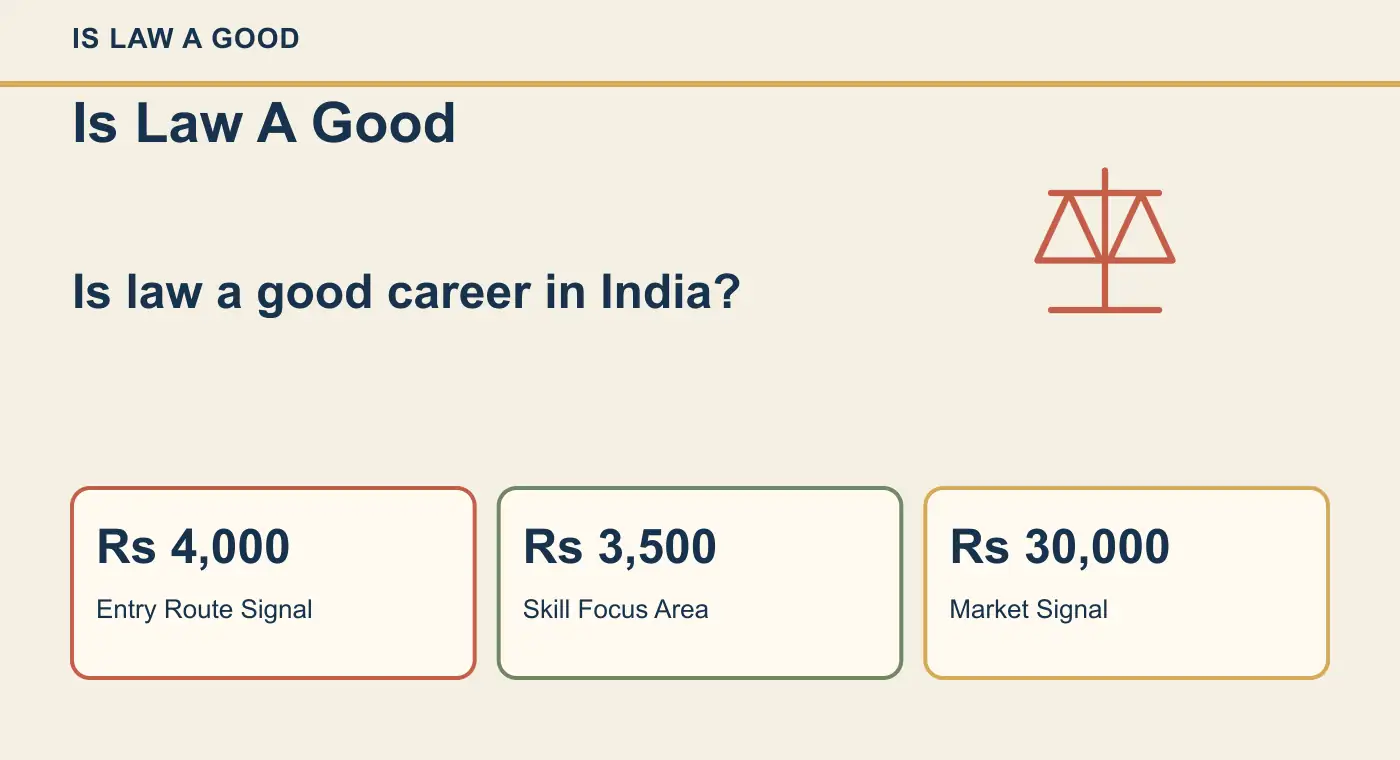 IS LAW A GOOD
Is Law A Good
Is law a good career in India?
Rs 4,000
Entry Route Signal
Rs 3,500
Skill Focus Area
Rs 30,000
Market Signal